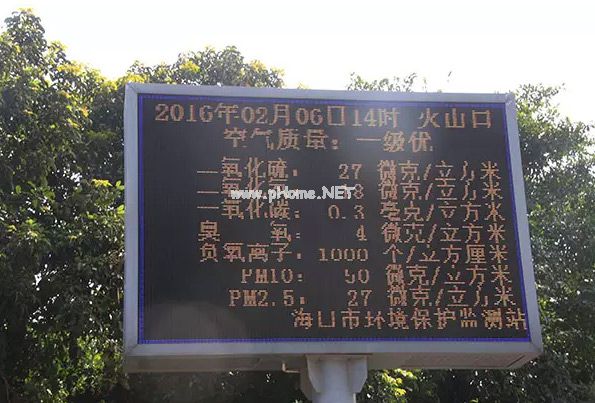 2016年02月06日14时 火山口
空气质量：一级优
二氧化硫： 27 微克/立方米
8 微克/立方米
www.pHome.NET
一氧化碳： 0.3 毫克/立方米
臭 氧： 4 微克/立方米
负氧离子：1000 个/立方厘米
PM10： 50 微克/立方米
PM2.5： 27 微克/立方米
海口市环境保护监测站